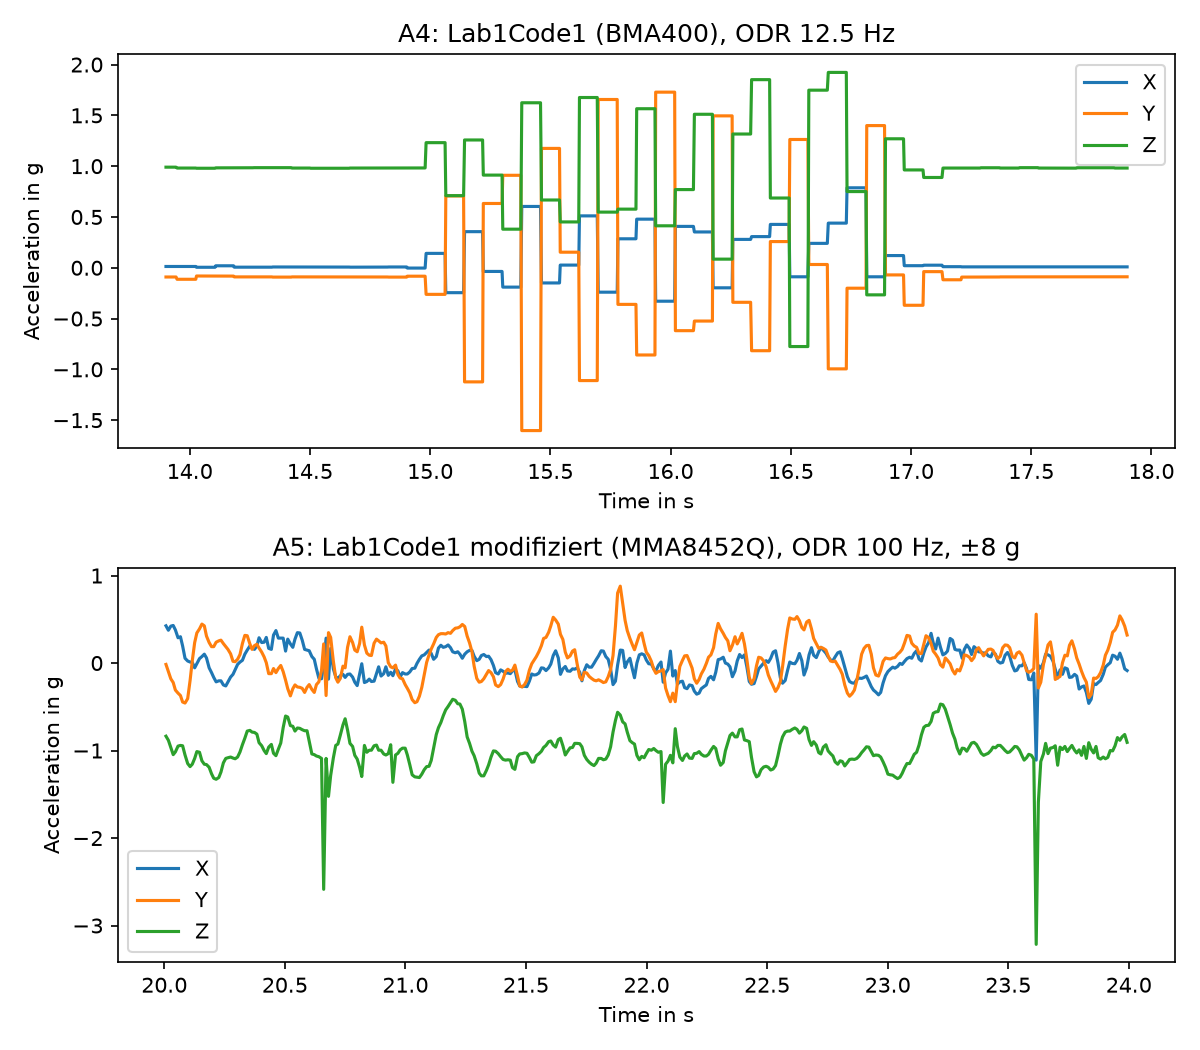 A4: Lab1Code1 (BMA400), ODR 12.5 Hz
2.0
1.5
1.0
0.5
0.0
−0.5
−1.0
−1.5
Acceleration in g
X
Y
Z
14.0 14.5 15.0 15.5 16.0 16.5 17.0 17.5 18.0
Time in s
A5: Lab1Code1 modifiziert (MMA8452Q), ODR 100 Hz, ±8 g
1
0
−1
−2
−3
Acceleration in g
X
Y
Z
20.0 20.5 21.0 21.5 22.0 22.5 23.0 23.5 24.0
Time in s